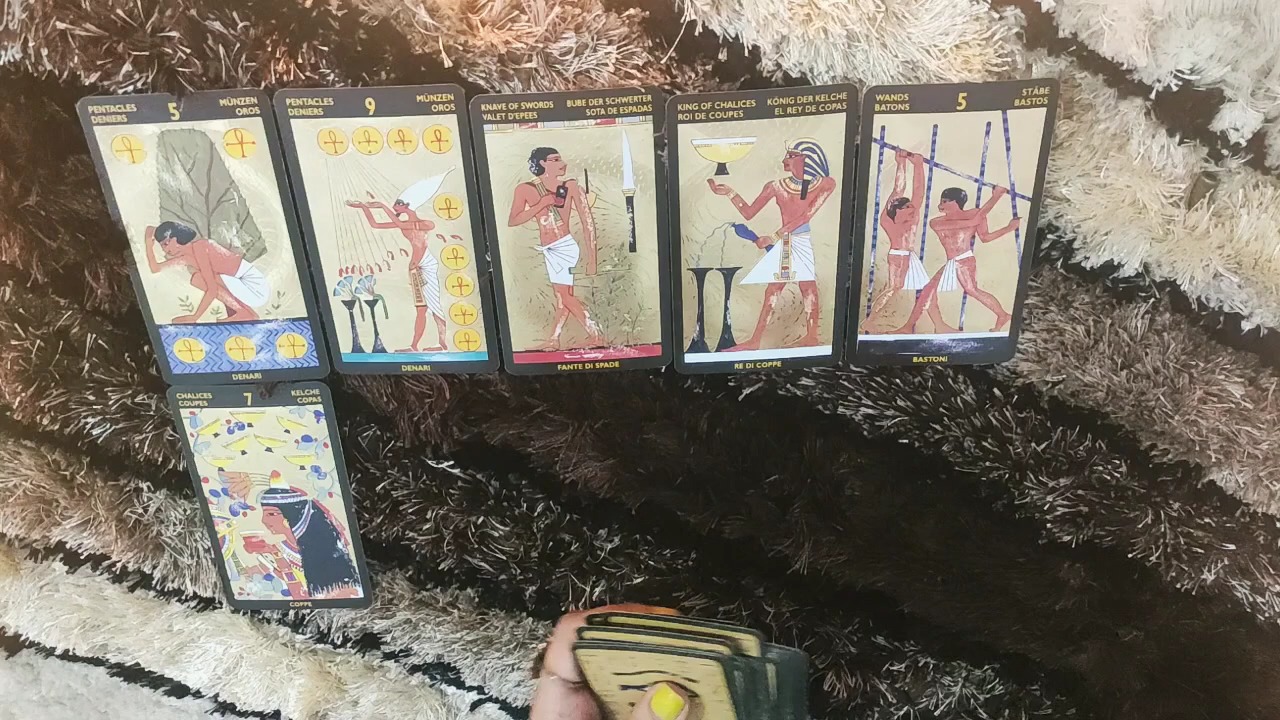 PENTACLES 5 MÜNZEN
DENIERS OROS
DENARI
PENTACLES 9 MÜNZEN
DENIERS OROS
DENARI
KNAVE OF SWORDS BUBE DER SCHWERTER
VALET D'EPEES SOTA DE ESPADAS
FANTE DI SPADE
KING OF CHALICES KÖNIG DER KELCHE
ROI DE COUPES EL REY DE COPAS
RE DI COPPE
WANDS 5 STÄBE
BATONS BASTOS
BASTONI
CHALICES 7 KELCHE
COUPES COPAS
COPPE